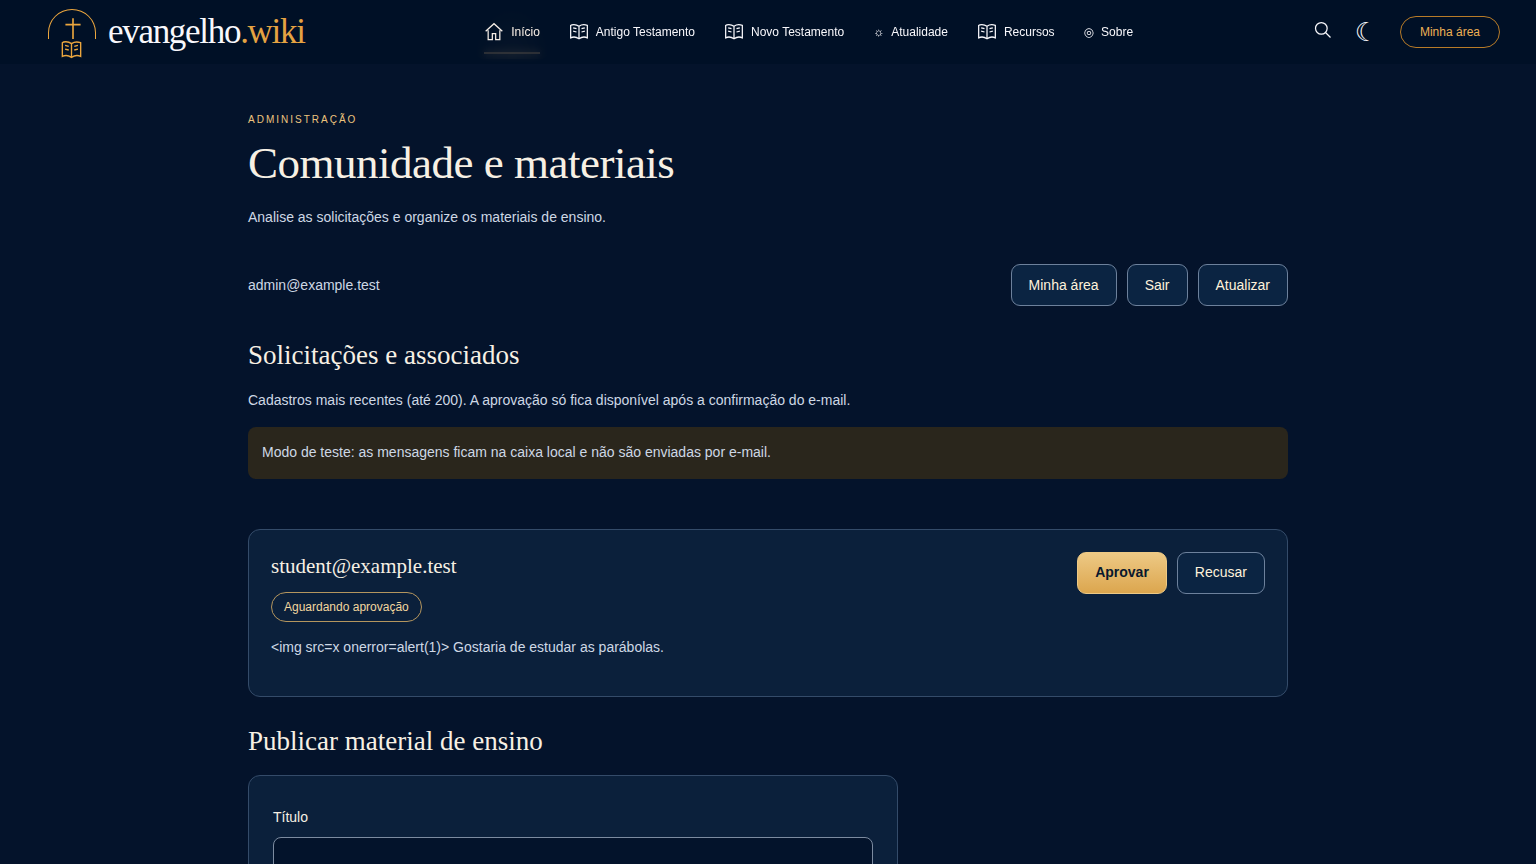 evangelho.wiki
Início
Antigo Testamento
Novo Testamento
Atualidade
Recursos
Sobre
Minha área
ADMINISTRAÇÃO
Comunidade e materiais
Analise as solicitações e organize os materiais de ensino.
admin@example.test
Minha área
Sair
Atualizar
Solicitações e associados
Cadastros mais recentes (até 200). A aprovação só fica disponível após a confirmação do e-mail.
Modo de teste: as mensagens ficam na caixa local e não são enviadas por e-mail.
student@example.test
Aprovar
Recusar
Aguardando aprovação
<img src=x onerror=alert(1)> Gostaria de estudar as parábolas.
Publicar material de ensino
Título